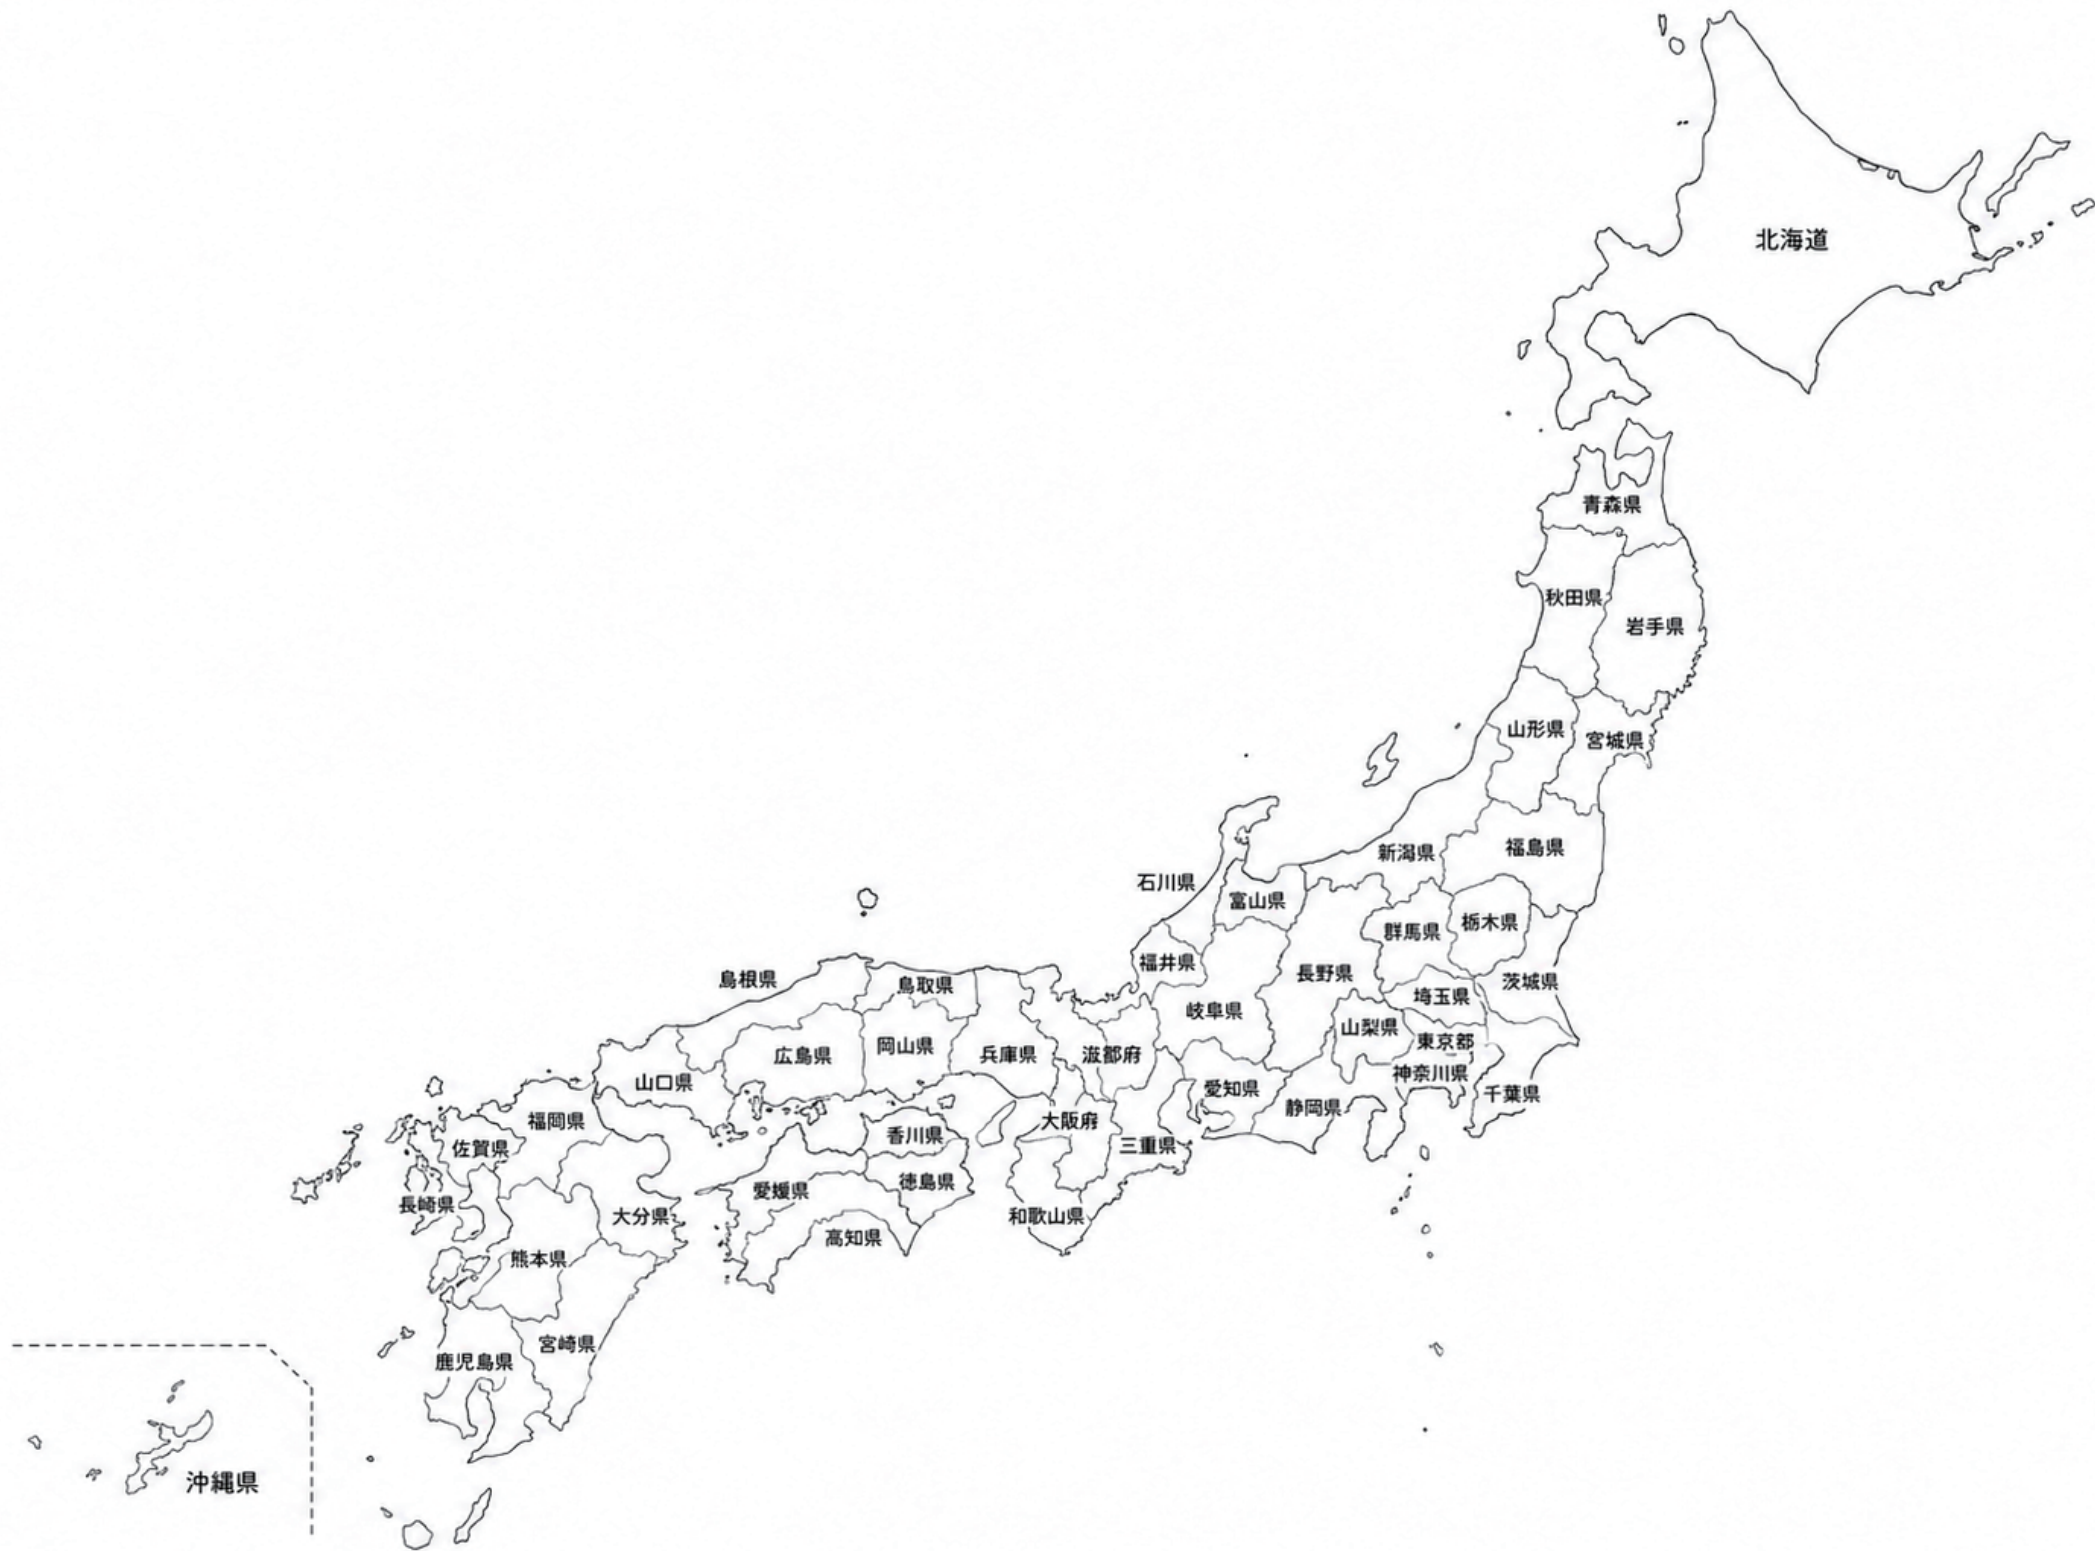 北海道
青森県
秋田県
岩手県
山形県
宮城県
新潟県
福島県
石川県
富山県
群馬県
栃木県
福井県
長野県
茨城県
岐阜県
埼玉県
山梨県
東京都
神奈川県
千葉県
愛知県
静岡県
島根県
鳥取県
広島県
岡山県
兵庫県
滋都府
山口県
大阪府
三重県
和歌山県
香川県
徳島県
愛媛県
高知県
福岡県
佐賀県
長崎県
大分県
熊本県
宮崎県
鹿児島県
沖縄県